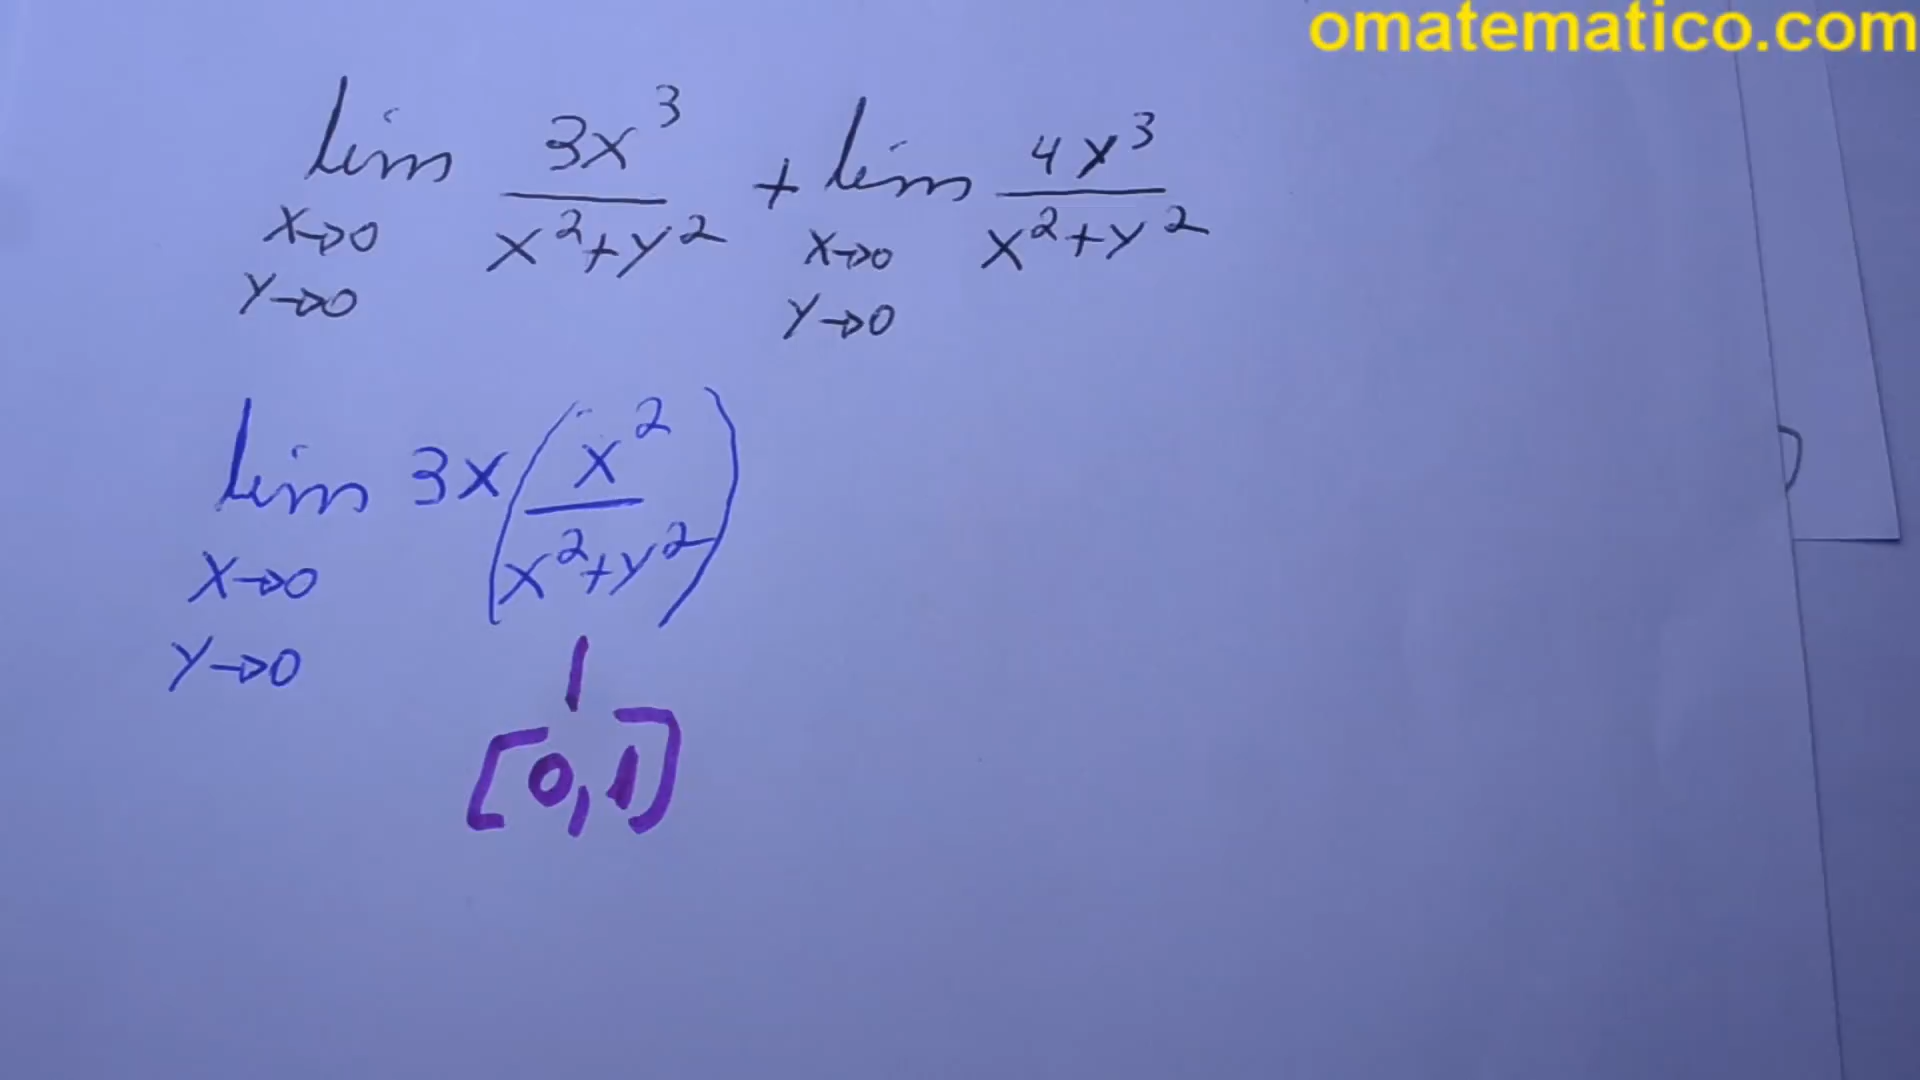 omatematico.com
lim 3x³ / x²+y² + lim 4y³ / x²+y²
x→0 x→0
y→0 y→0
lim 3x (x² / x²+y²)
x→0
y→0
[0,1]